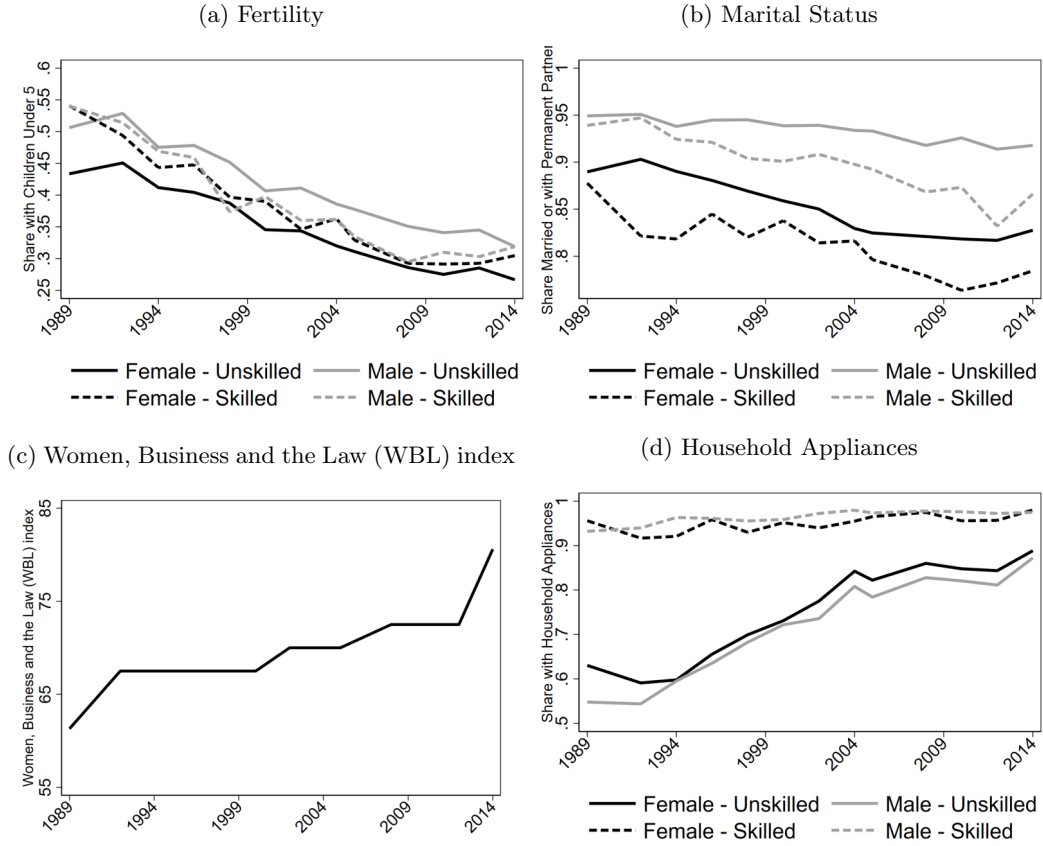 (a) Fertility
Share with Children Under 5
.6
.55
.5
.45
.4
.35
.3
.25
1989
1994
1999
2004
2009
2014
Female - Unskilled
Male - Unskilled
Female - Skilled
Male - Skilled
(b) Marital Status
Share Married or with Permanent Partner
1
.95
.9
.85
.8
1989
1994
1999
2004
2009
2014
Female - Unskilled
Male - Unskilled
Female - Skilled
Male - Skilled
(c) Women, Business and the Law (WBL) index
Women, Business and the Law (WBL) index
85
75
65
55
1989
1994
1999
2004
2009
2014
(d) Household Appliances
Share with Household Appliances
1
.9
.8
.7
.6
.5
1989
1994
1999
2004
2009
2014
Female - Unskilled
Male - Unskilled
Female - Skilled
Male - Skilled